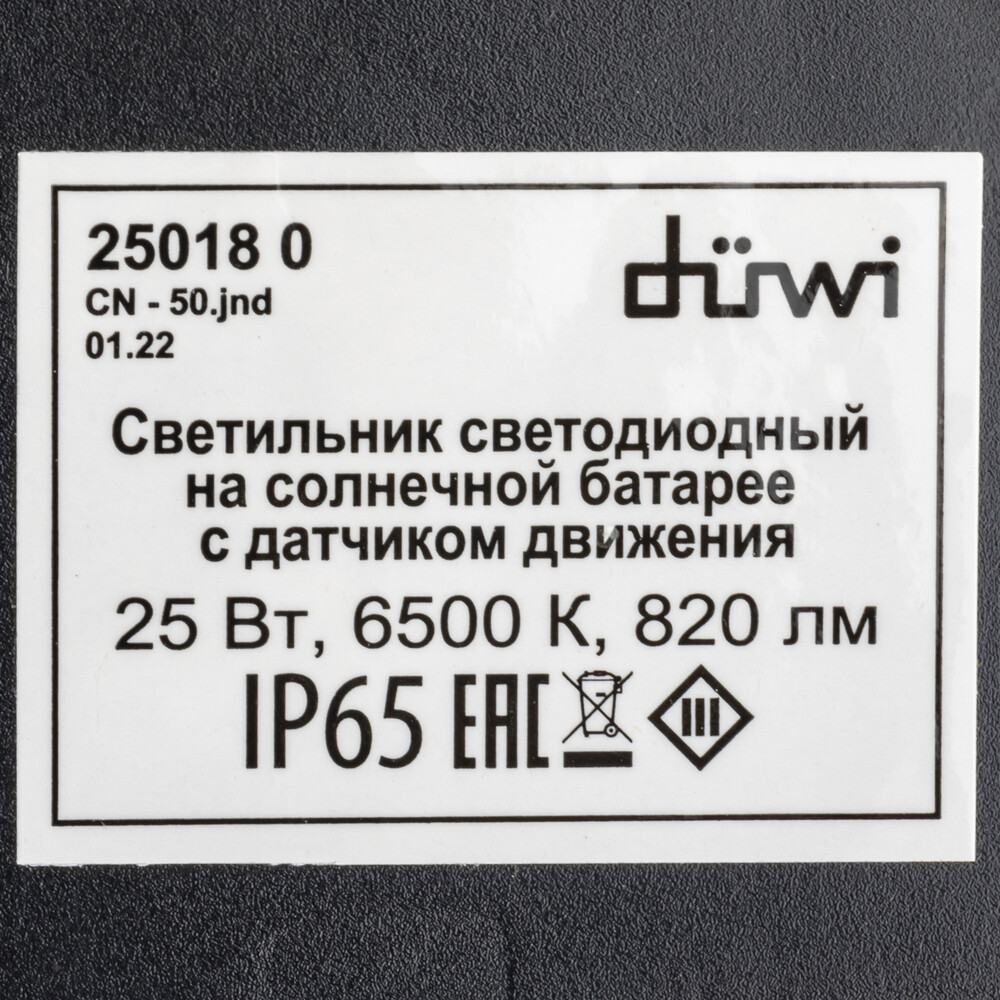 25018 0
düwi
CN - 50.jnd
01.22
Светильник светодиодный
на солнечной батарее
с датчиком движения
25 Вт, 6500 К, 820 лм
IP65 EAC III